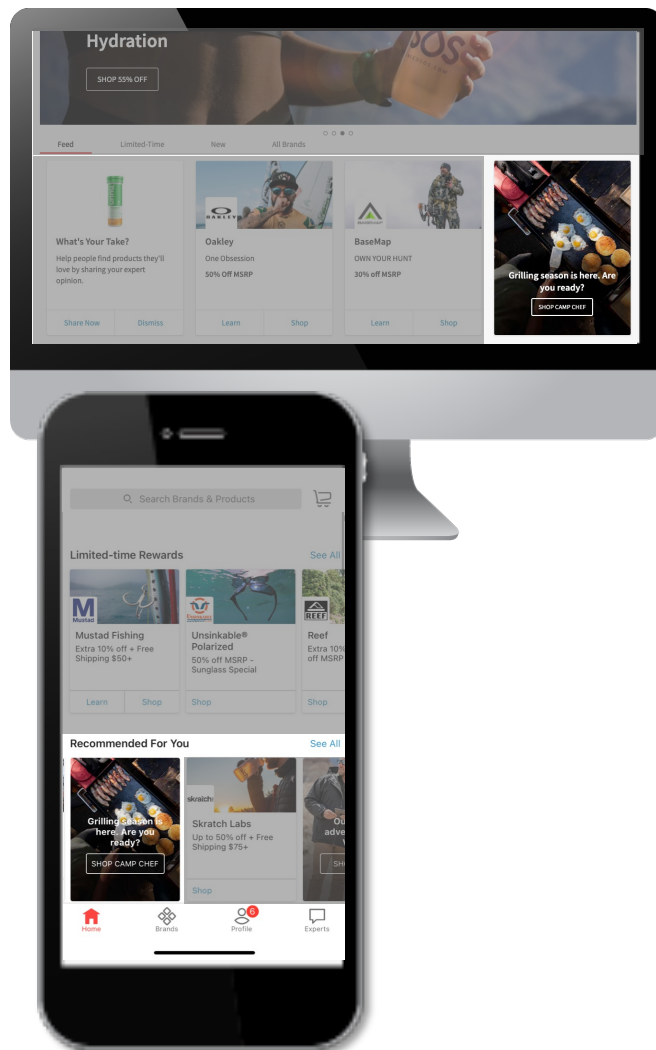 Hydration
SHOP 55% OFF
Feed
Limited-Time
New
All Brands
What's Your Take?
Help people find products they'll
love by sharing your expert
opinion.
Share Now
Dismiss
OAKLEY
Oakley
One Obsession
50% Off MSRP
Learn
Shop
BaseMap
OWN YOUR HUNT
30% off MSRP
Learn
Shop
Grilling season is here. Are
you ready?
SHOP CAMP CHEF
Search Brands & Products
Limited-time Rewards
See All
M
Mustad
Mustad Fishing
Extra 10% off + Free
Shipping $50+
Learn
Shop
Unsinkable®
Polarized
50% off MSRP -
Sunglass Special
Shop
REEF
Reef
Extra 10%
off MSRP
Shop
Recommended For You
See All
Grilling season is
here. Are you
ready?
SHOP CAMP CHEF
skratch
Skratch Labs
Up to 50% off + Free
Shipping $75+
Shop
Ou
adve
SH
Home
Brands
6
Profile
Experts